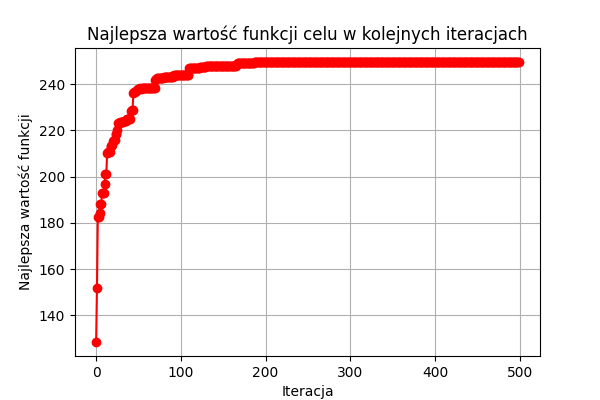 Najlepsza wartość funkcji celu w kolejnych iteracjach
Najlepsza wartość funkcji
240
220
200
180
160
140
0 100 200 300 400 500
Iteracja